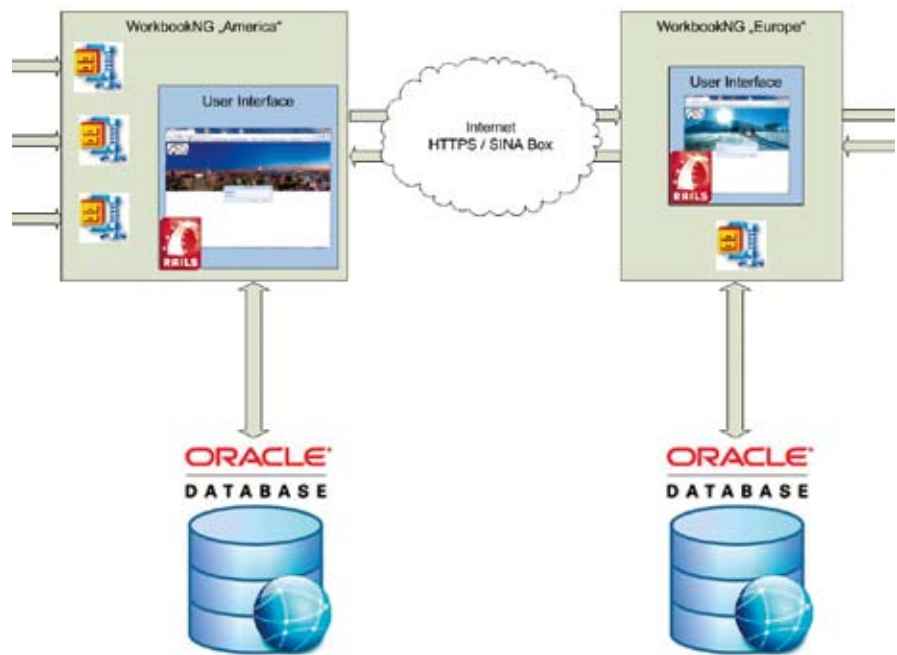 WorkbookNG „America“
User Interface
RAILS
Internet
HTTPS / SINA Box
WorkbookNG „Europe“
User Interface
RAILS
ORACLE
DATABASE
ORACLE
DATABASE